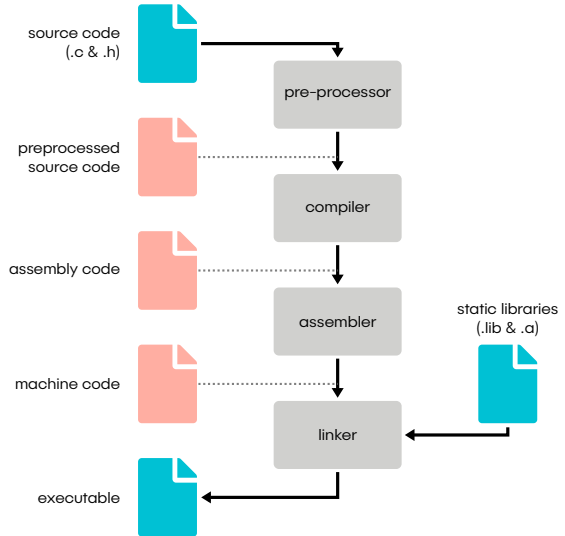 source code
(.c & .h)
pre-processor
preprocessed
source code
compiler
assembly code
assembler
static libraries
(.lib & .a)
machine code
linker
executable